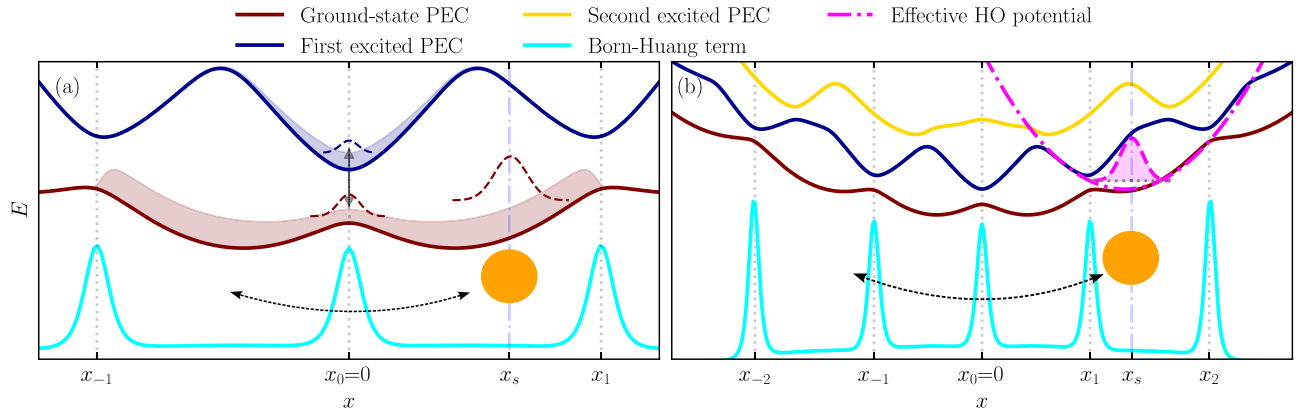 Ground-state PEC Second excited PEC Effective HO potential
First excited PEC Born-Huang term
(a) (b)
E
x₋₁ x₀=0 xₛ x₁ x₋₂ x₋₁ x₀=0 x₁ xₛ x₂
x x